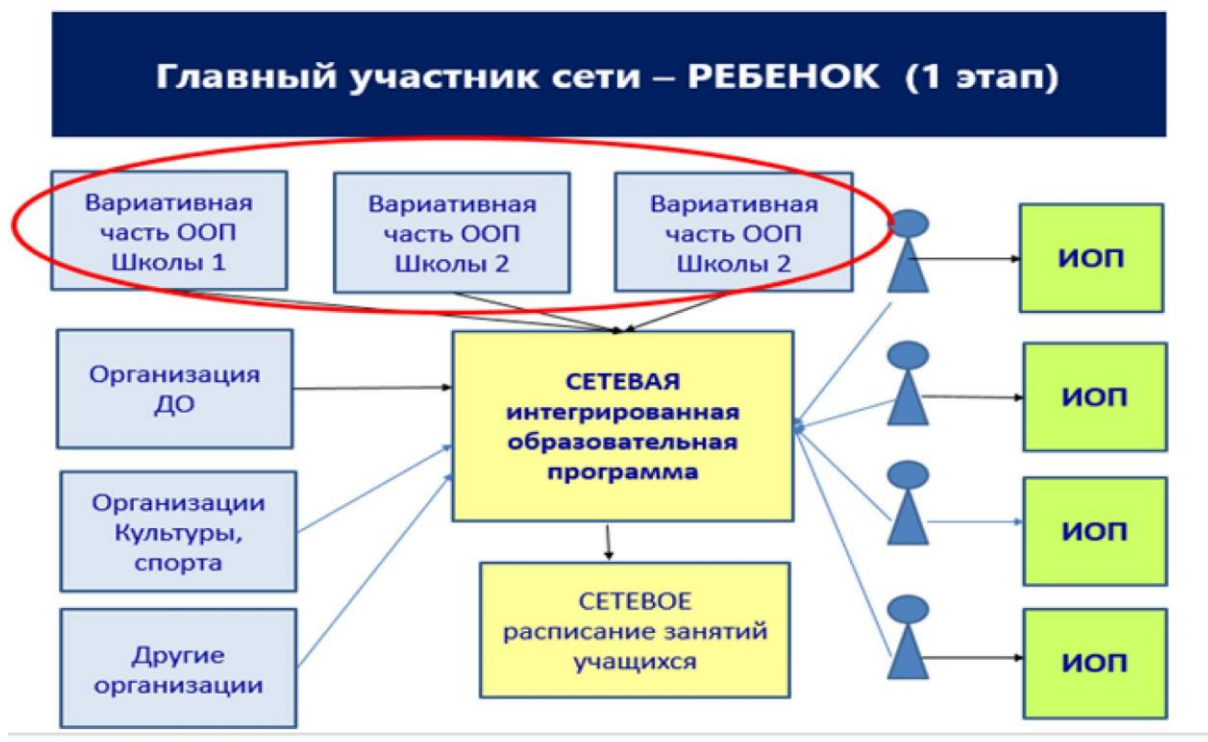 Главный участник сети – РЕБЕНОК (1 этап)
Вариативная
часть ООП
Школы 1
Вариативная
часть ООП
Школы 2
Вариативная
часть ООП
Школы 2
ИОП
Организация
ДО
СЕТЕВАЯ
интегрированная
образовательная
программа
ИОП
Организации
Культуры,
спорта
ИОП
СЕТЕВОЕ
расписание занятий
учащихся
Другие
организации
ИОП